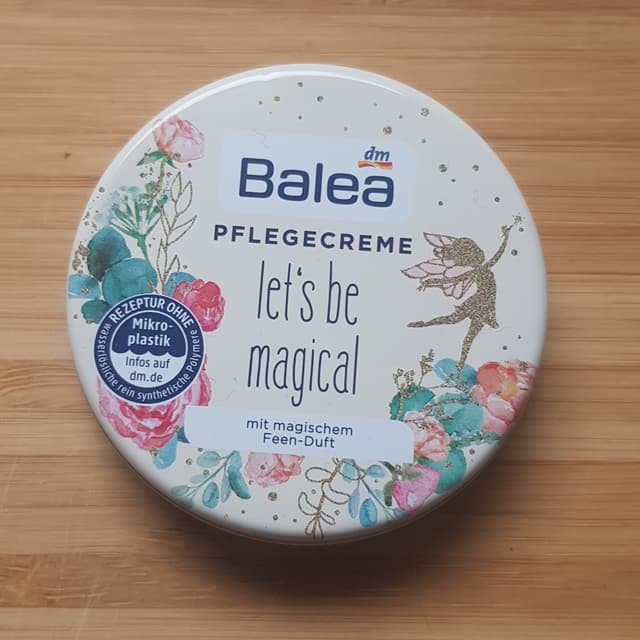 dm
Balea
PFLEGECREME
let's be
magical
mit magischem
Feen-Duft
REZEPTUR OHNE
Mikro-
plastik
Infos auf
dm.de
wasserlösliche rein synthetische Polymere